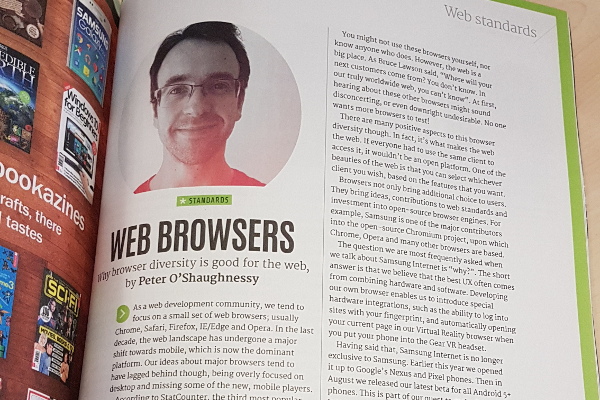 SAMSUNG
EDIBLE
Windows 10
for Beginners
bookazines
rafts, there
l tastes
SCI-FI
Web standards
STANDARDS
WEB BROWSERS
Why browser diversity is good for the web,
by Peter O'Shaughnessy
As a web development community, we tend to
focus on a small set of web browsers; usually
Chrome, Safari, Firefox, IE/Edge and Opera. In the last
decade, the web landscape has undergone a major
shift towards mobile, which is now the dominant
platform. Our ideas about major browsers tend to
have lagged behind though, being overly focused on
desktop and missing some of the new, mobile players.
According to StatCounter, the third most popular
You might not use these browsers yourself, nor
know anyone who does. However, the web is a
big place. As Bruce Lawson said, "Where will your
next customers come from? You don't know. In
our truly worldwide web, you can't know". At first,
hearing about these other browsers might sound
disconcerting, or even downright undesirable. No one
wants more browsers to test!
There are many positive aspects to this browser
diversity though. In fact, it's what makes the web
the web. If everyone had to use the same client to
access it, it wouldn't be an open platform. One of the
beauties of the web is that you can select whichever
client you wish, based on the features that you want.
Browsers not only bring additional choice to users.
They bring ideas, contributions to web standards and
investment into open-source browser engines. For
example, Samsung is one of the major contributors
into the open-source Chromium project, upon which
Chrome, Opera and many other browsers are based.
The question we are most frequently asked when
we talk about Samsung Internet is "why?". The short
answer is that we believe that the best UX often comes
from combining hardware and software. Developing
our own browser enables us to introduce special
hardware integrations, such as the ability to log into
sites with your fingerprint, and automatically opening
your current page in our Virtual Reality browser when
you put your phone into the Gear VR headset.
Having said that, Samsung Internet is no longer
exclusive to Samsung. Earlier this year we opened
it up to Google's Nexus and Pixel phones. Then in
August we released our latest beta for all Android 5+
phones. This is part of our quest